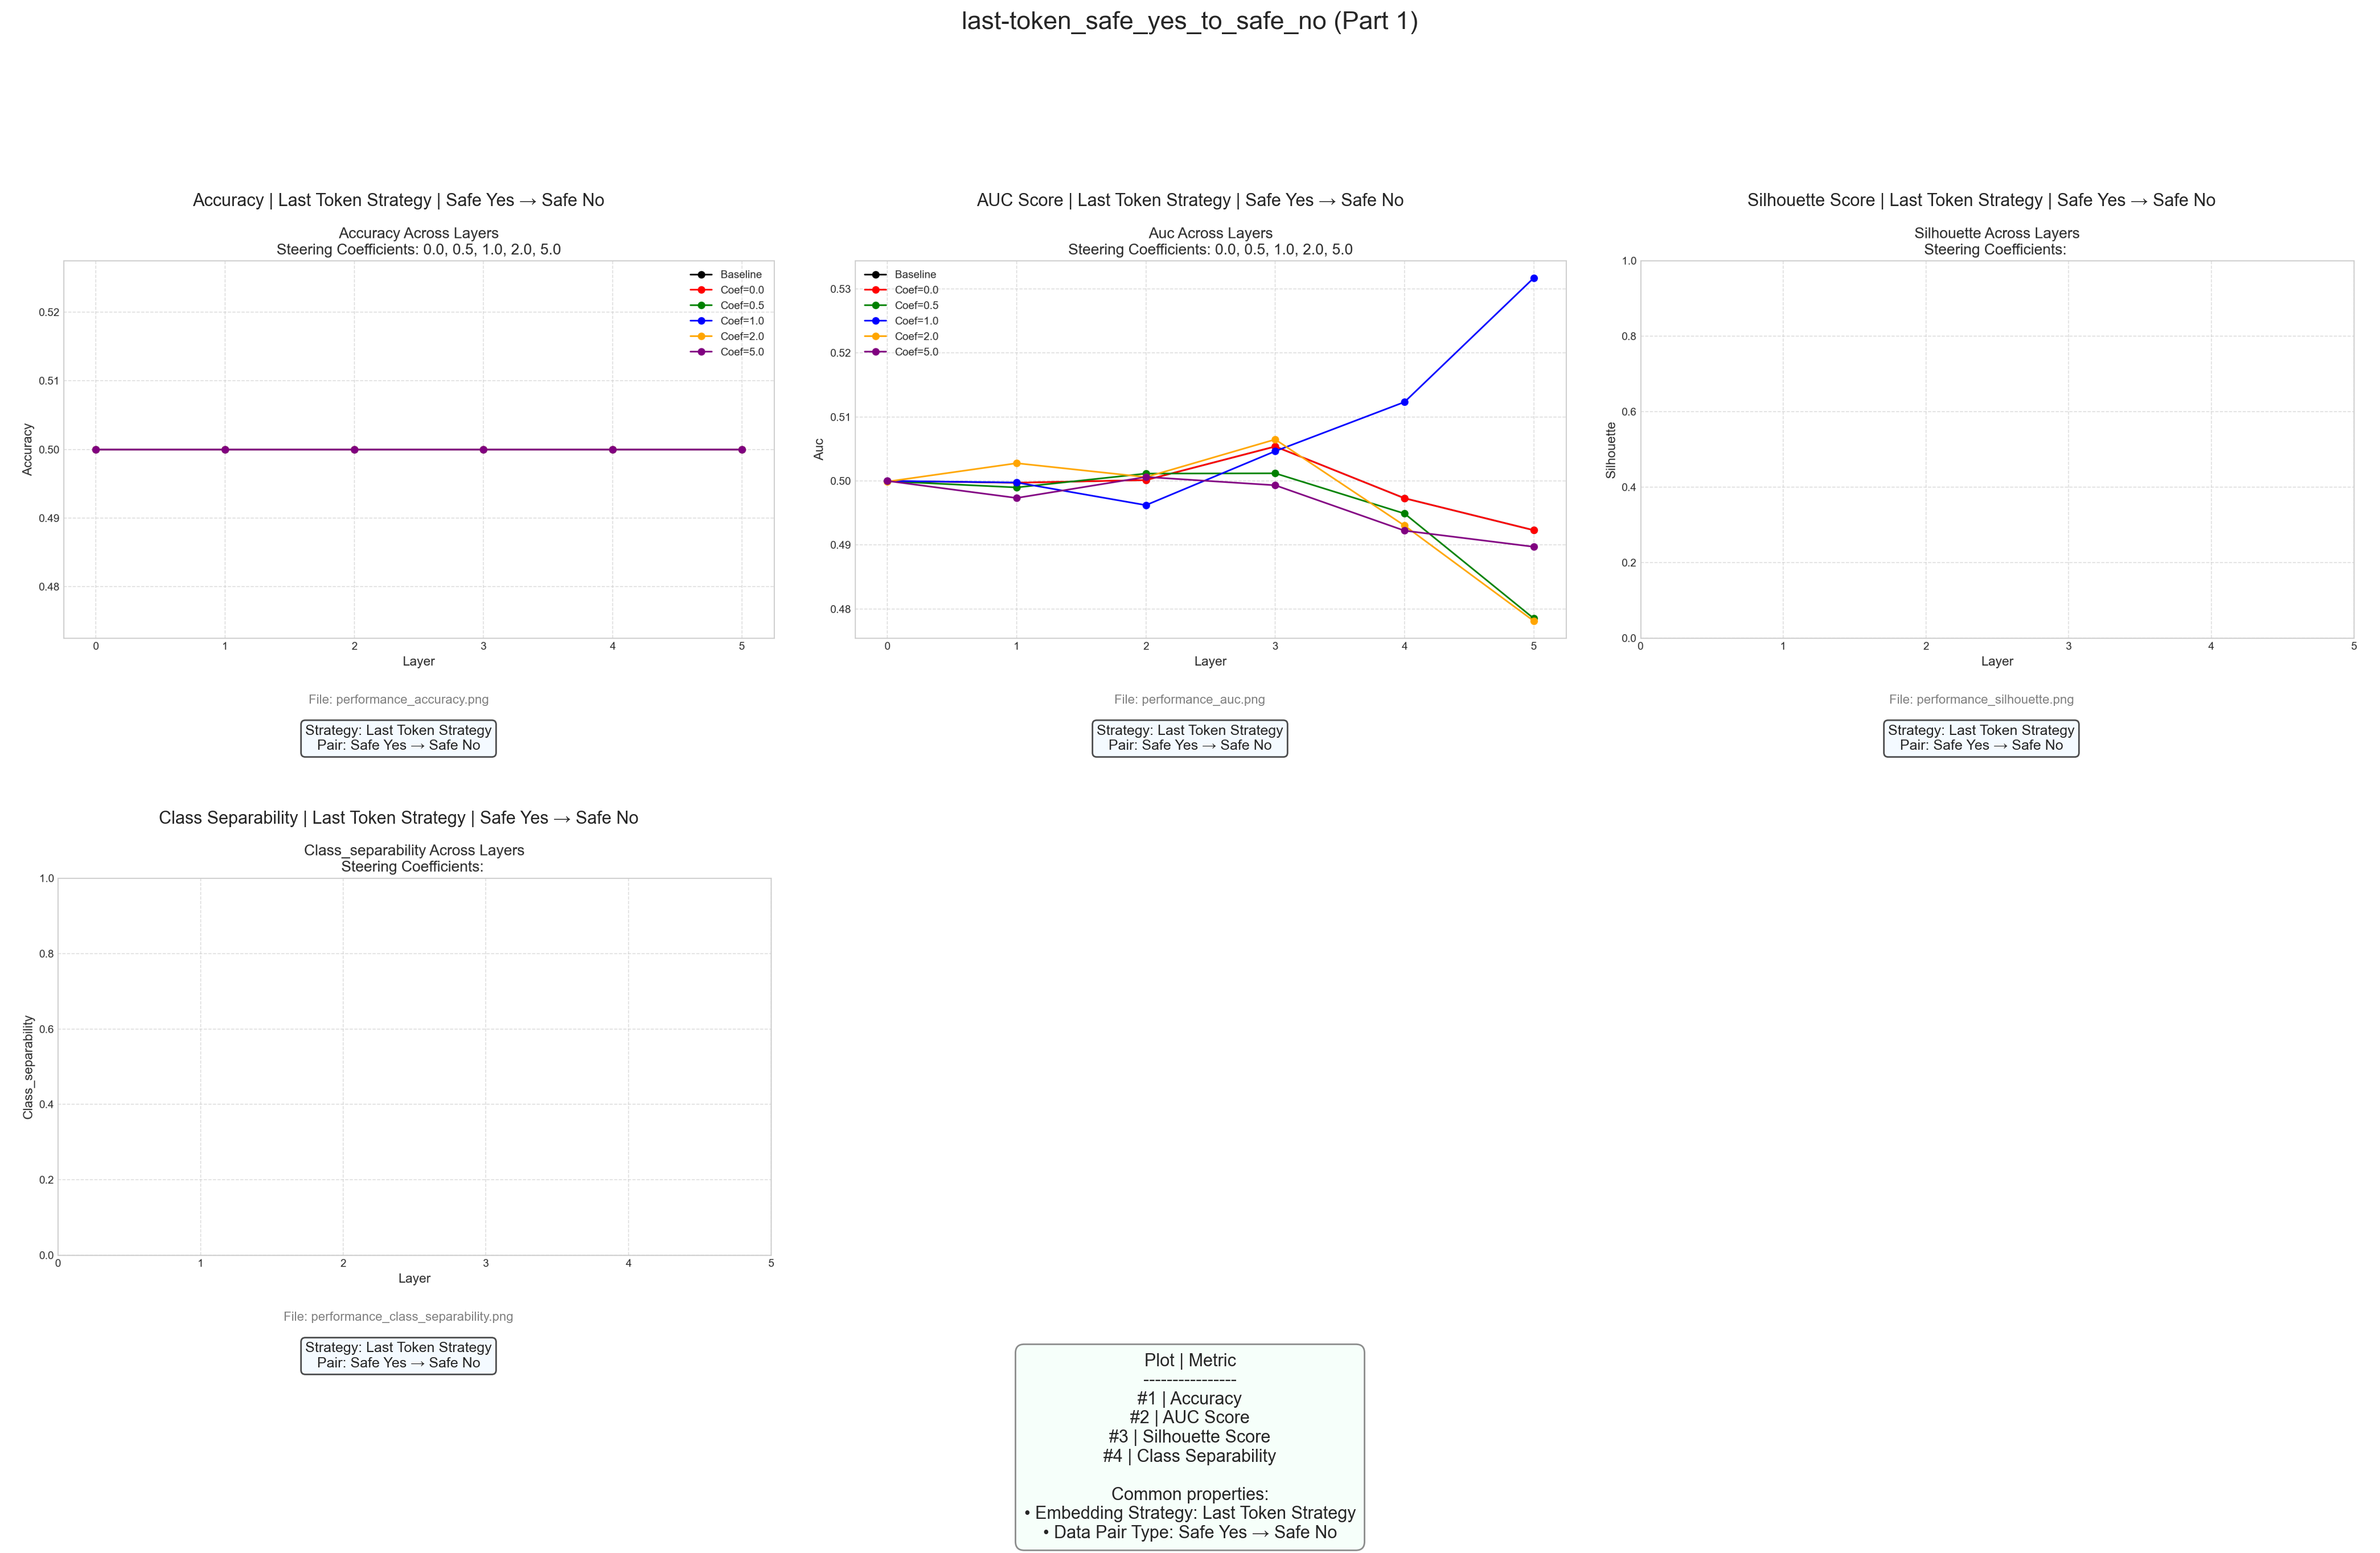 last-token_safe_yes_to_safe_no (Part 1)
Accuracy | Last Token Strategy | Safe Yes → Safe No
Accuracy Across Layers
Steering Coefficients: 0.0, 0.5, 1.0, 2.0, 5.0
Baseline
Coef=0.0
Coef=0.5
Coef=1.0
Coef=2.0
Coef=5.0
0.52
0.51
0.50
0.49
0.48
Accuracy
0 1 2 3 4 5
Layer
File: performance_accuracy.png
Strategy: Last Token Strategy
Pair: Safe Yes → Safe No
AUC Score | Last Token Strategy | Safe Yes → Safe No
Auc Across Layers
Steering Coefficients: 0.0, 0.5, 1.0, 2.0, 5.0
Baseline
Coef=0.0
Coef=0.5
Coef=1.0
Coef=2.0
Coef=5.0
0.53
0.52
0.51
0.50
0.49
0.48
Auc
0 1 2 3 4 5
Layer
File: performance_auc.png
Strategy: Last Token Strategy
Pair: Safe Yes → Safe No
Silhouette Score | Last Token Strategy | Safe Yes → Safe No
Silhouette Across Layers
Steering Coefficients:
1.0
0.8
0.6
0.4
0.2
0.0
Silhouette
0 1 2 3 4 5
Layer
File: performance_silhouette.png
Strategy: Last Token Strategy
Pair: Safe Yes → Safe No
Class Separability | Last Token Strategy | Safe Yes → Safe No
Class_separability Across Layers
Steering Coefficients:
1.0
0.8
0.6
0.4
0.2
0.0
Class_separability
0 1 2 3 4 5
Layer
File: performance_class_separability.png
Strategy: Last Token Strategy
Pair: Safe Yes → Safe No
Plot | Metric
----------------
#1 | Accuracy
#2 | AUC Score
#3 | Silhouette Score
#4 | Class Separability
Common properties:
• Embedding Strategy: Last Token Strategy
• Data Pair Type: Safe Yes → Safe No